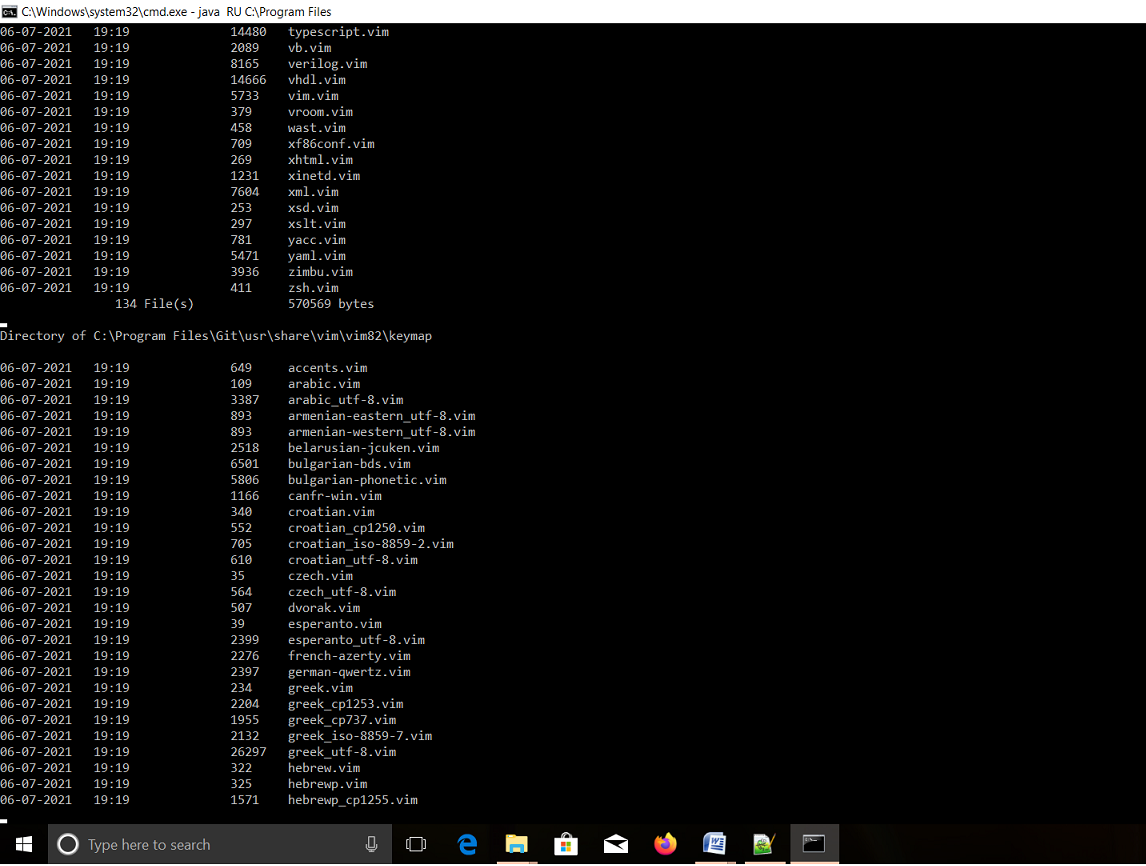 C:\Windows\system32\cmd.exe - java RU C:\Program Files
06-07-2021 19:19 14480 typescript.vim
06-07-2021 19:19 2089 vb.vim
06-07-2021 19:19 8165 verilog.vim
06-07-2021 19:19 14666 vhdl.vim
06-07-2021 19:19 5733 vim.vim
06-07-2021 19:19 379 vroom.vim
06-07-2021 19:19 458 wast.vim
06-07-2021 19:19 709 xf86conf.vim
06-07-2021 19:19 269 xhtml.vim
06-07-2021 19:19 1231 xinetd.vim
06-07-2021 19:19 7604 xml.vim
06-07-2021 19:19 253 xsd.vim
06-07-2021 19:19 297 xslt.vim
06-07-2021 19:19 781 yacc.vim
06-07-2021 19:19 5471 yaml.vim
06-07-2021 19:19 3936 zimbu.vim
06-07-2021 19:19 411 zsh.vim
134 File(s) 570569 bytes
Directory of C:\Program Files\Git\usr\share\vim\vim82\keymap
06-07-2021 19:19 649 accents.vim
06-07-2021 19:19 109 arabic.vim
06-07-2021 19:19 3387 arabic_utf-8.vim
06-07-2021 19:19 893 armenian-eastern_utf-8.vim
06-07-2021 19:19 893 armenian-western_utf-8.vim
06-07-2021 19:19 2518 belarusian-jcuken.vim
06-07-2021 19:19 6501 bulgarian-bds.vim
06-07-2021 19:19 5806 bulgarian-phonetic.vim
06-07-2021 19:19 1166 canfr-win.vim
06-07-2021 19:19 340 croatian.vim
06-07-2021 19:19 552 croatian_cp1250.vim
06-07-2021 19:19 705 croatian_iso-8859-2.vim
06-07-2021 19:19 610 croatian_utf-8.vim
06-07-2021 19:19 35 czech.vim
06-07-2021 19:19 564 czech_utf-8.vim
06-07-2021 19:19 507 dvorak.vim
06-07-2021 19:19 39 esperanto.vim
06-07-2021 19:19 2399 esperanto_utf-8.vim
06-07-2021 19:19 2276 french-azerty.vim
06-07-2021 19:19 2397 german-qwertz.vim
06-07-2021 19:19 234 greek.vim
06-07-2021 19:19 2204 greek_cp1253.vim
06-07-2021 19:19 1955 greek_cp737.vim
06-07-2021 19:19 2132 greek_iso-8859-7.vim
06-07-2021 19:19 26297 greek_utf-8.vim
06-07-2021 19:19 322 hebrew.vim
06-07-2021 19:19 325 hebrewp.vim
06-07-2021 19:19 1571 hebrewp_cp1255.vim
Type here to search